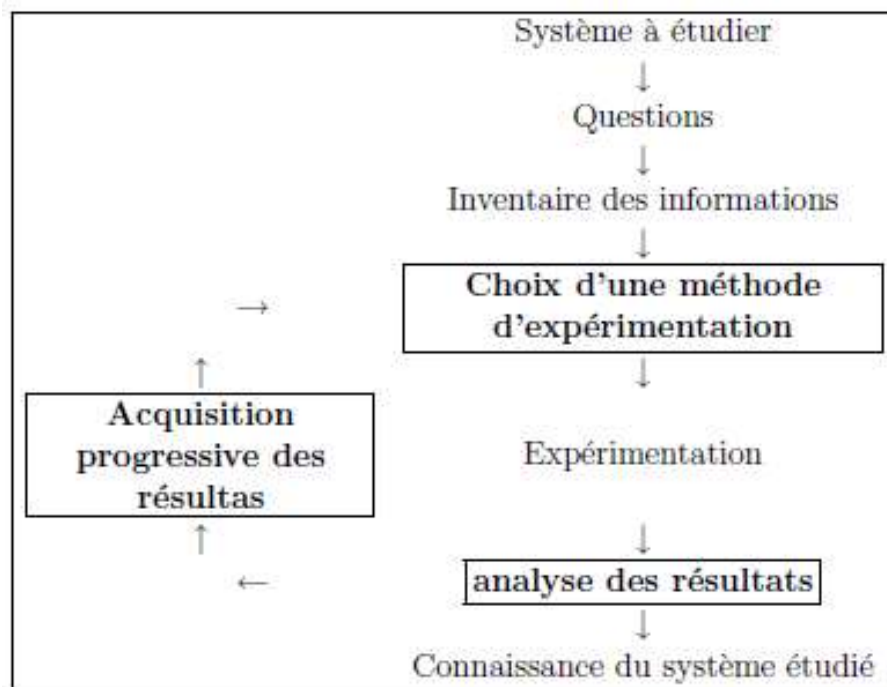 Système à étudier
↓
Questions
↓
Inventaire des informations
↓
Choix d'une méthode
d'expérimentation
→
↑
↓
Acquisition
progressive des
résultas
Expérimentation
↑
↓
←
analyse des résultats
↓
Connaissance du système étudié